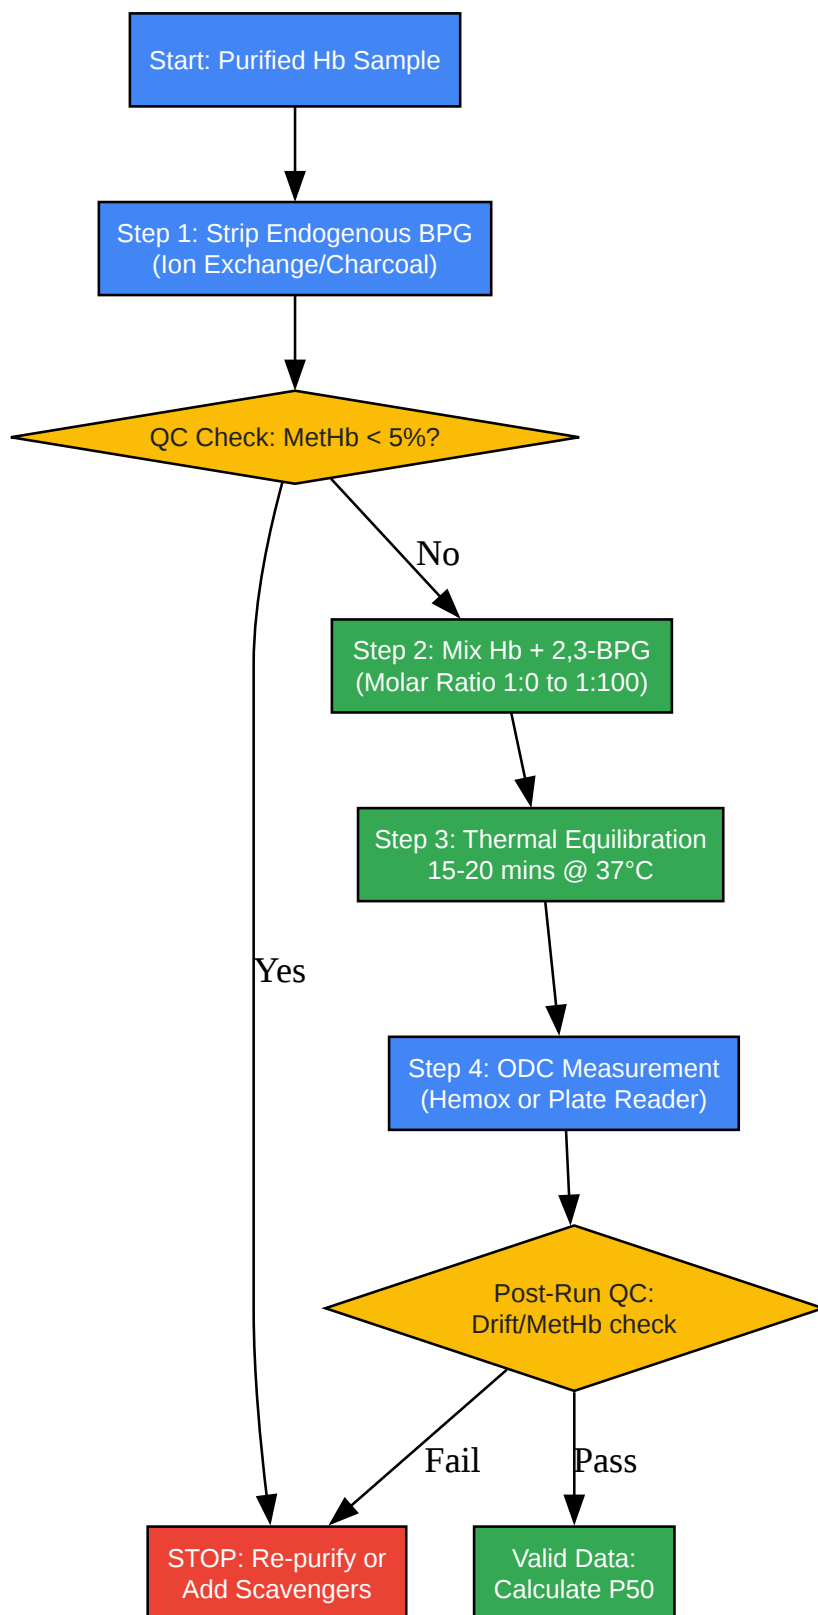 Start: Purified Hb Sample
Step 1: Strip Endogenous BPG
(Ion Exchange/Charcoal)
QC Check: MetHb < 5%?
No
Step 2: Mix Hb + 2,3-BPG
(Molar Ratio 1:0 to 1:100)
Step 3: Thermal Equilibration
15-20 mins @ 37°C
Yes
Step 4: ODC Measurement
(Hemox or Plate Reader)
Post-Run QC:
Drift/MetHb check
Fail
Pass
STOP: Re-purify or
Add Scavengers
Valid Data:
Calculate P50